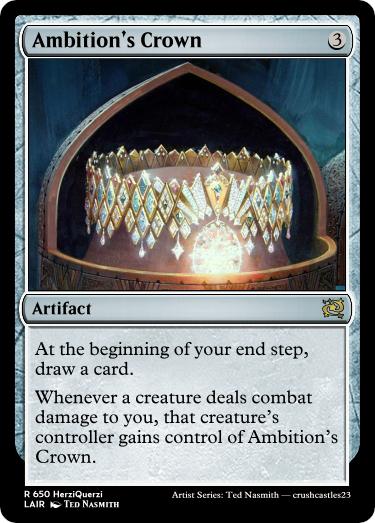 Ambition's Crown
3
Artifact
At the beginning of your end step,
draw a card.
Whenever a creature deals combat
damage to you, that creature's
controller gains control of Ambition's
Crown.
R 650 HerziQuerzi
LAIR Ted Nasmith
Artist Series: Ted Nasmith — crushcastles23